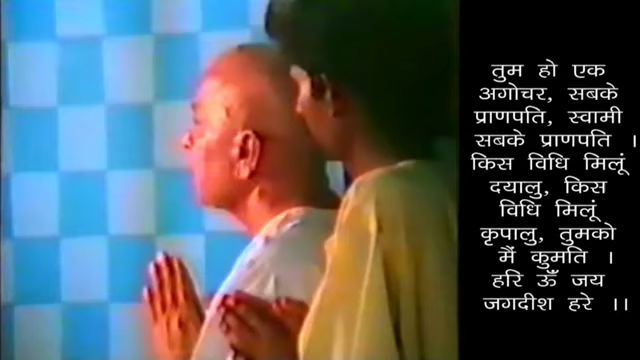 तुम हो एक
अगोचर, सबके
प्राणपति, स्वामी
सबके प्राणपति ।
किस विधि मिलूं
दयालु, किस
विधि मिलूं
कृपालु, तुमको
मैं कुमति ।
हरि ऊँ जय
जगदीश हरे ।।